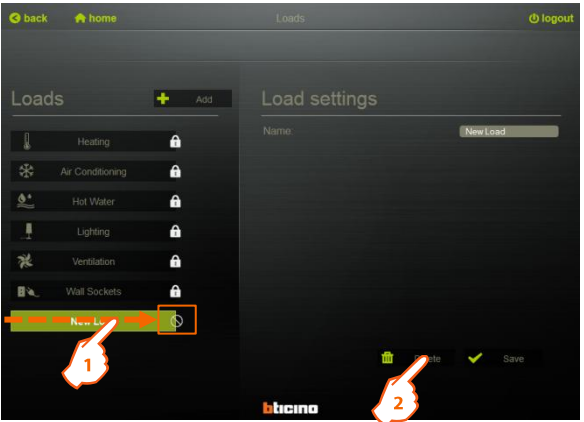 back home Loads logout
Loads Add Load settings
Name New Load
Heating
Air Conditioning
Hot Water
Lighting
Ventilation
Wall Sockets
New
1
Save
2
bticino